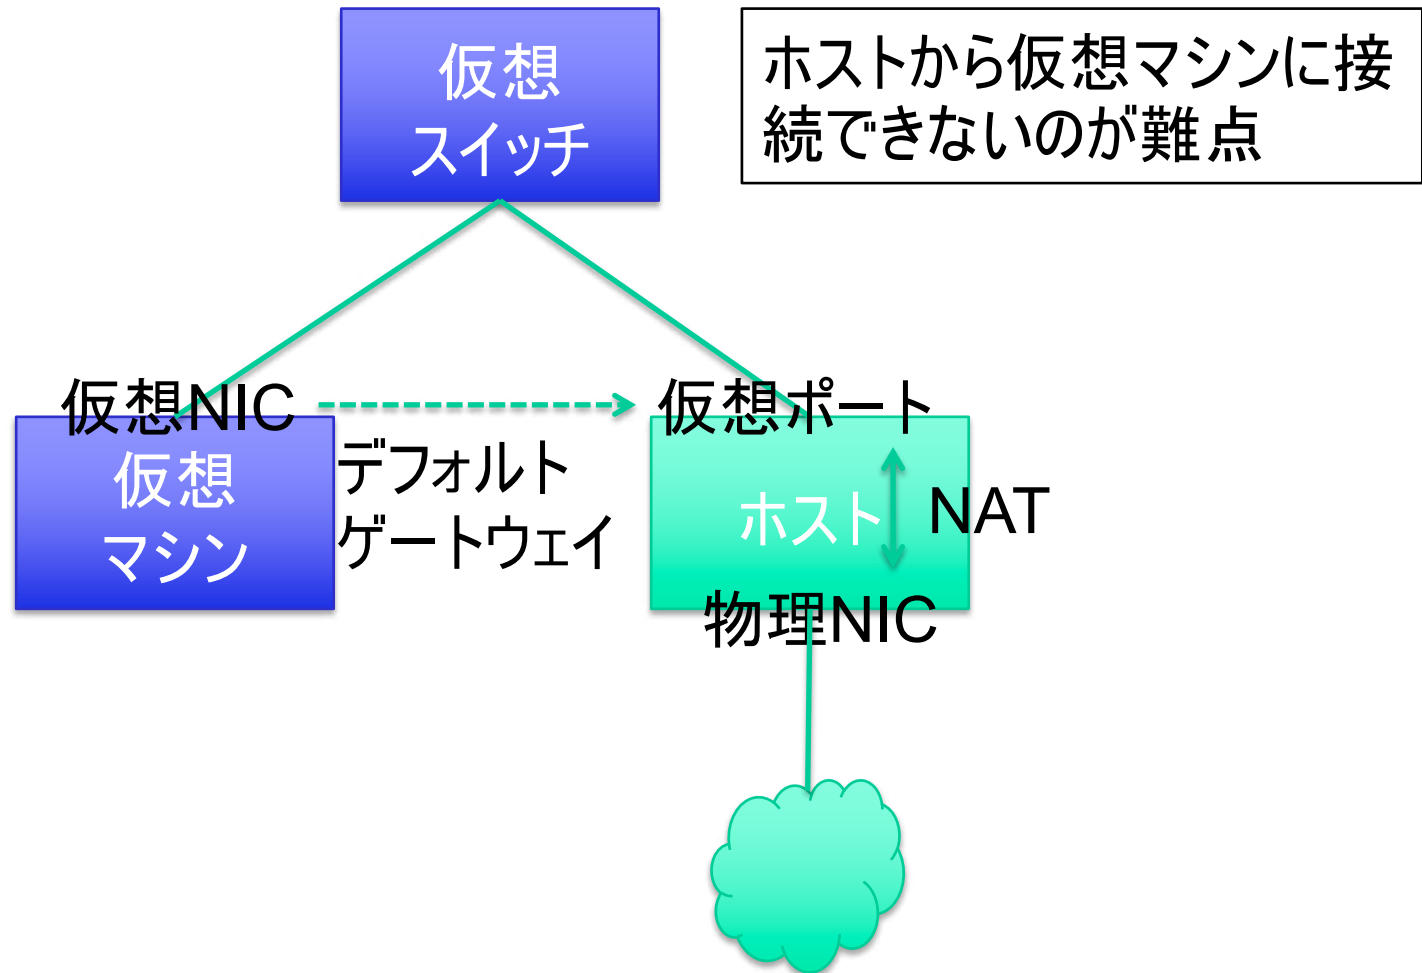 仮想
スイッチ
ホストから仮想マシンに接
続できないのが難点
仮想NIC
仮想ポート
仮想
マシン
デフォルト
ゲートウェイ
ホスト
NAT
物理NIC